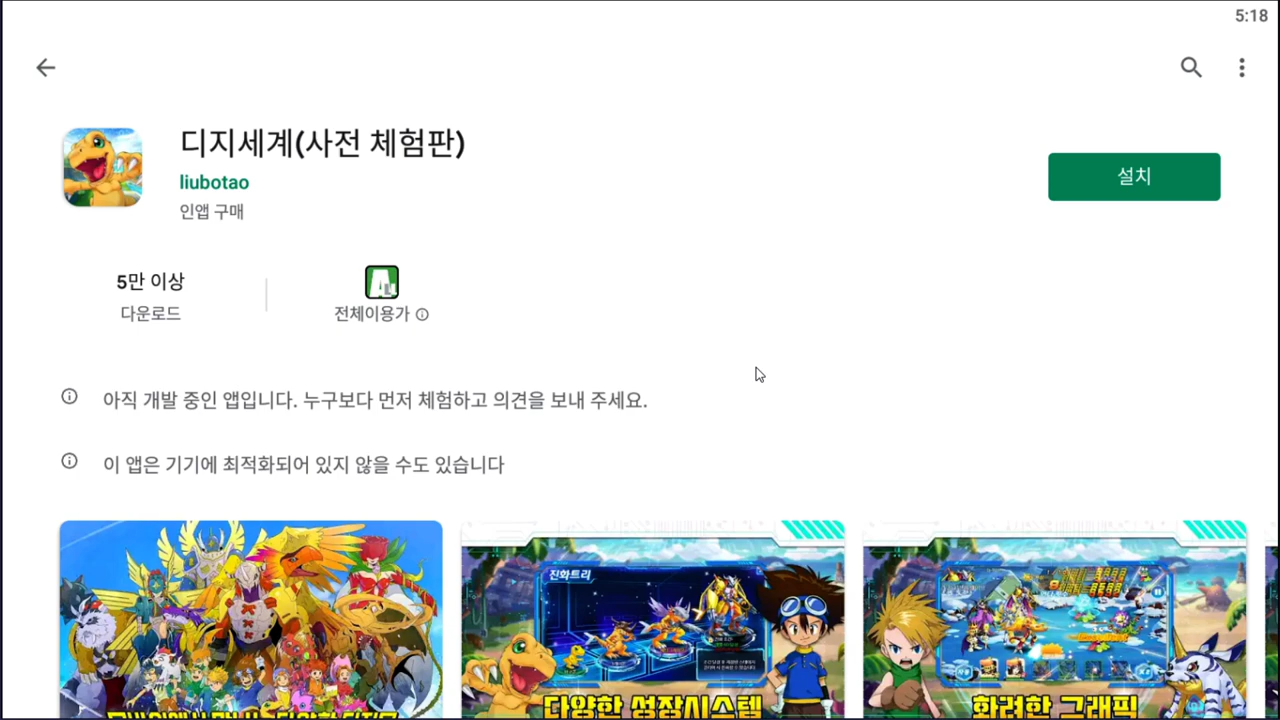 5:18
디지세계(사전 체험판)
liubotao
인앱 구매
설치
5만 이상
다운로드
전체이용가
아직 개발 중인 앱입니다. 누구보다 먼저 체험하고 의견을 보내 주세요.
이 앱은 기기에 최적화되어 있지 않을 수도 있습니다
진화트리
다양한 성장시스템
화려한 그래픽